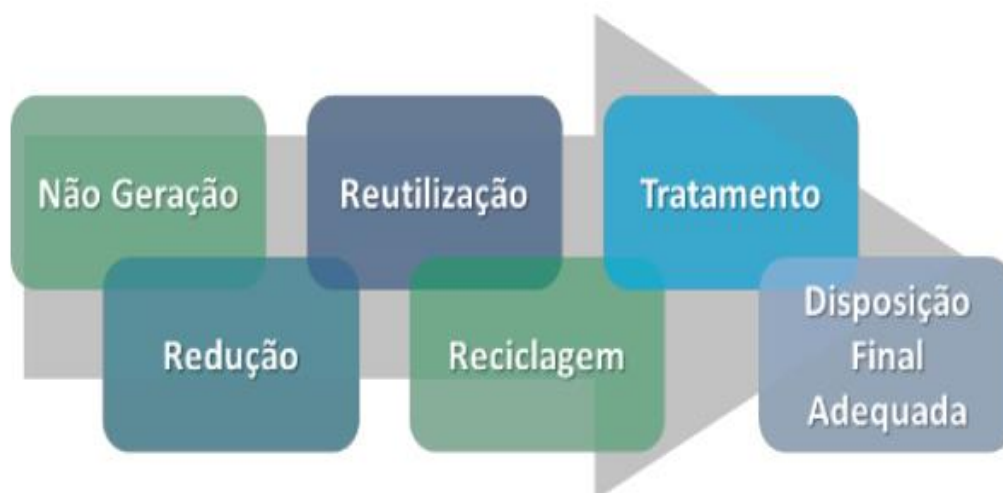 Não Geração
Redução
Reutilização
Reciclagem
Tratamento
Disposição
Final
Adequada